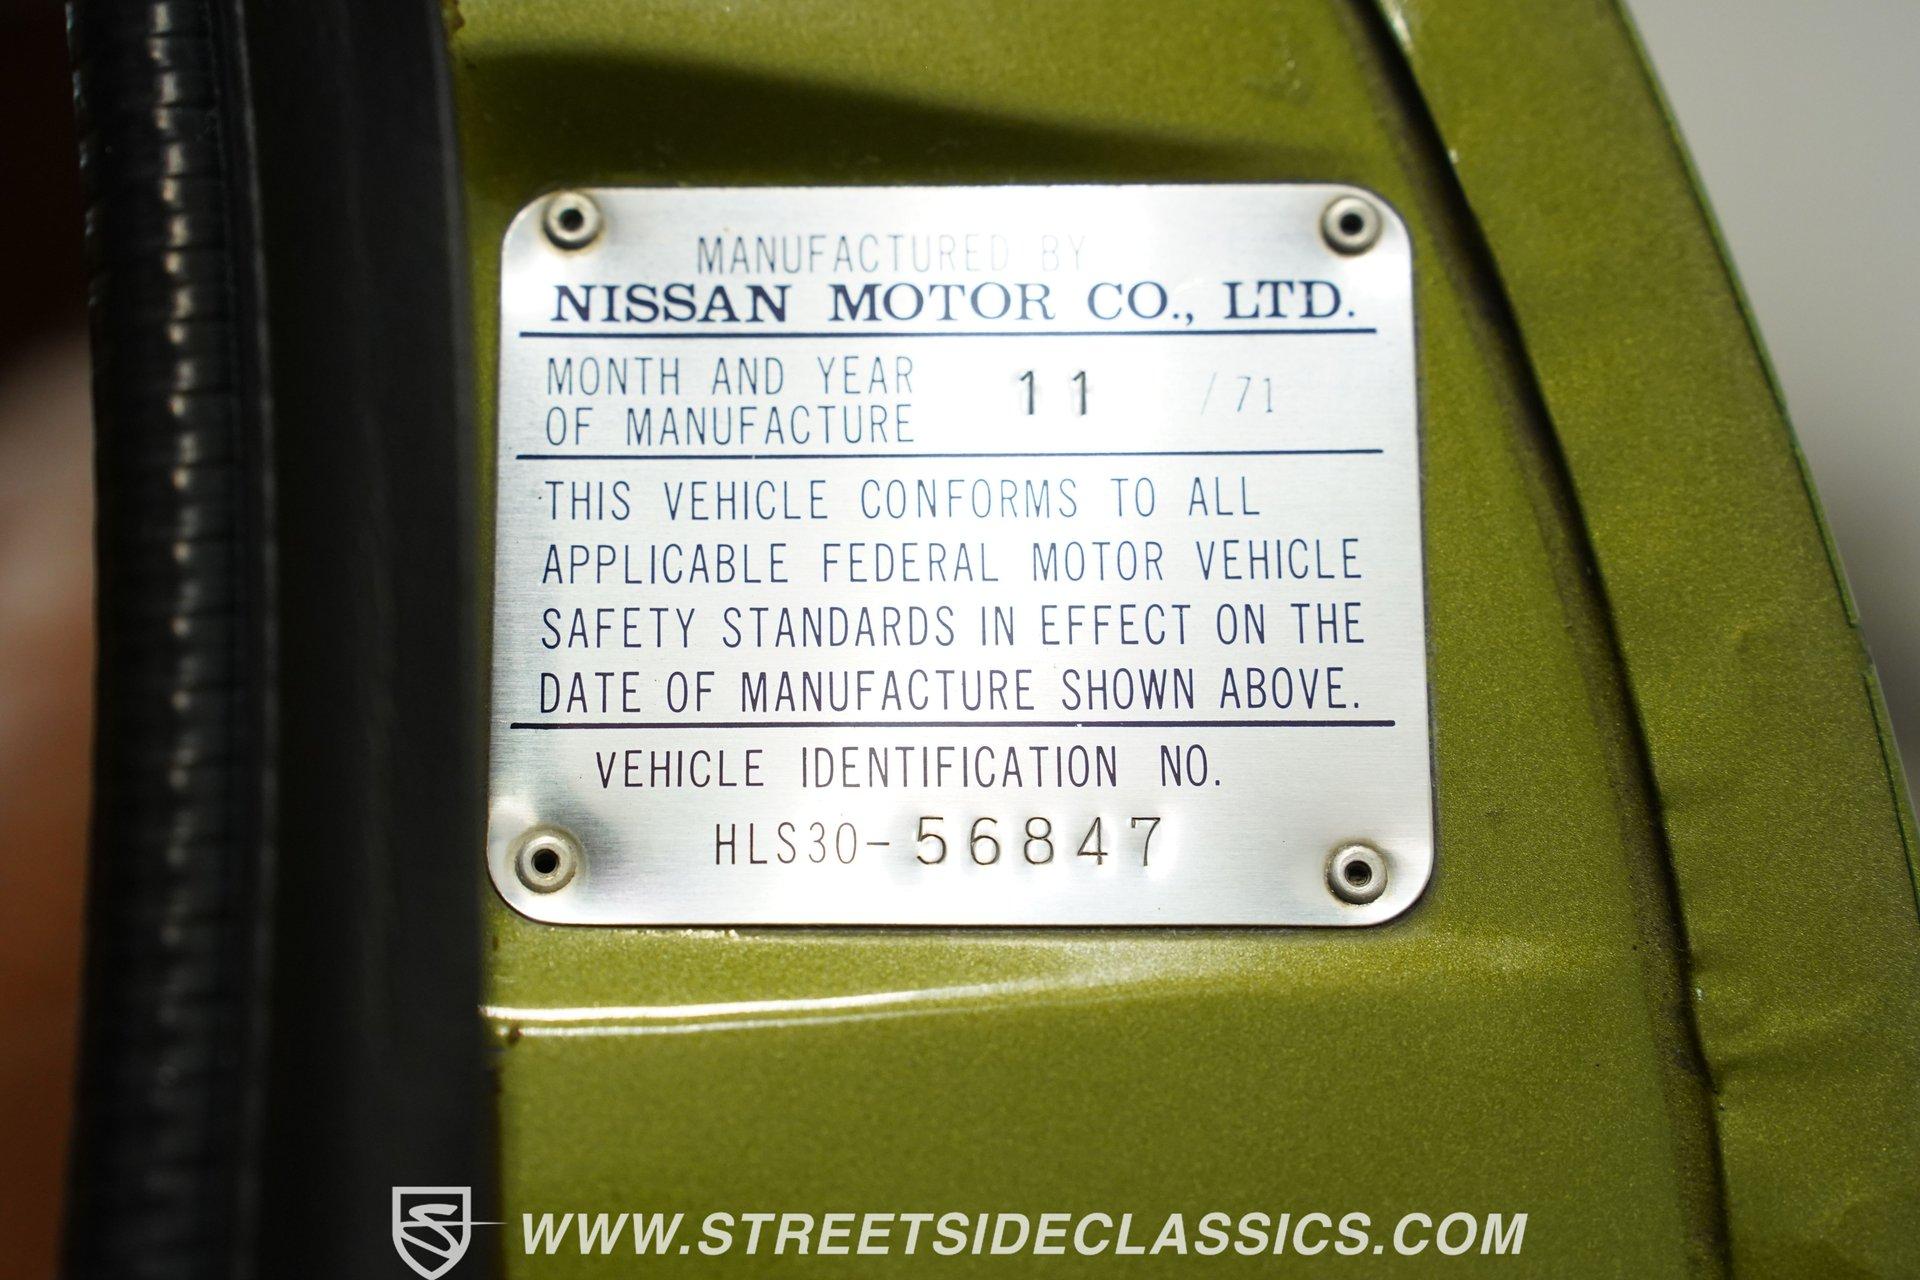 MANUFACTURED BY
NISSAN MOTOR CO., LTD.
MONTH AND YEAR
OF MANUFACTURE 11 /71
THIS VEHICLE CONFORMS TO ALL
APPLICABLE FEDERAL MOTOR VEHICLE
SAFETY STANDARDS IN EFFECT ON THE
DATE OF MANUFACTURE SHOWN ABOVE.
VEHICLE IDENTIFICATION NO.
HLS30-56847
WWW.STREETSIDECLASSICS.COM